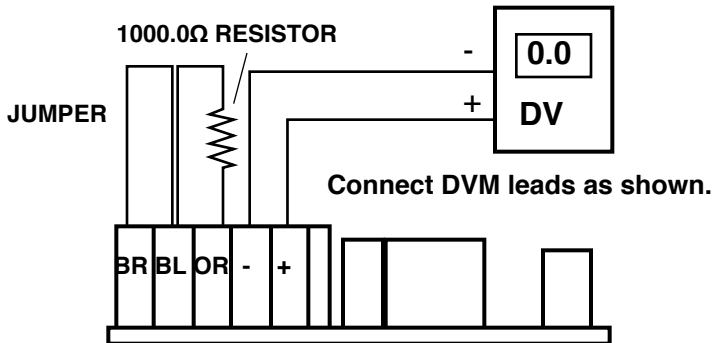 1000.0Ω RESISTOR
JUMPER
-
0.0
+
DV
Connect DVM leads as shown.
BR BL OR - +